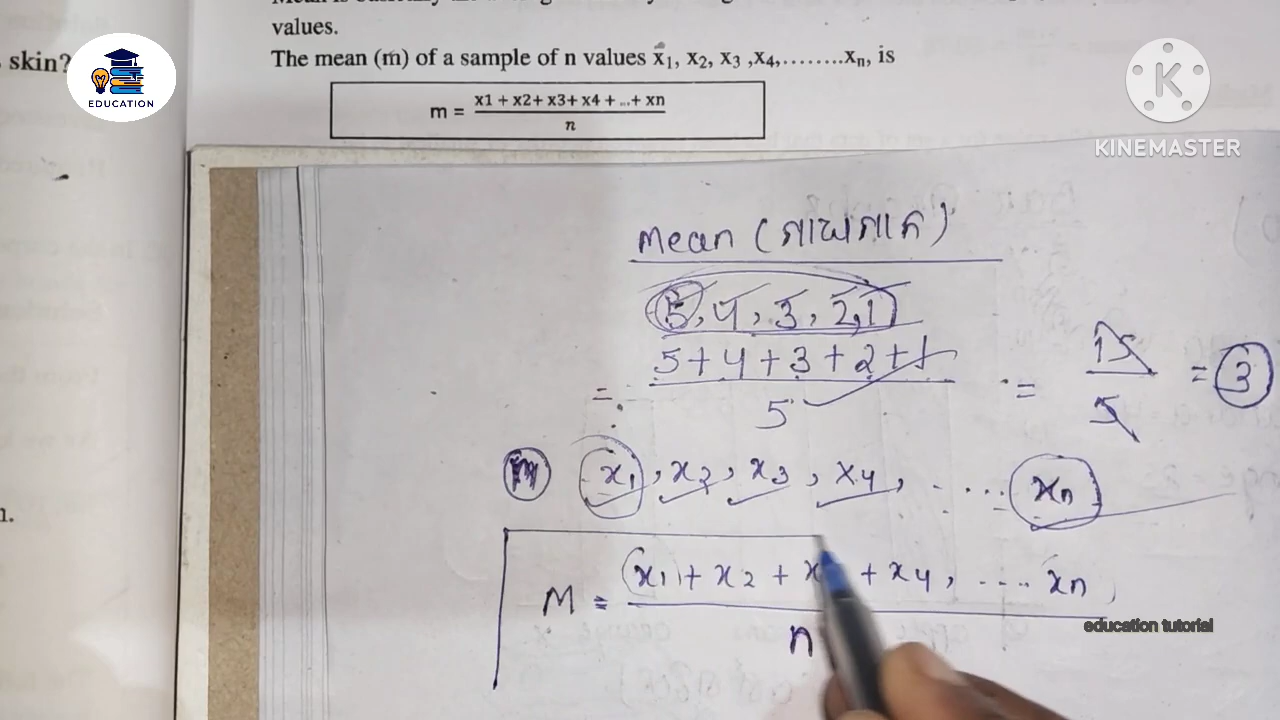 values.
skin?
The mean (m) of a sample of n values x1, x2, x3 ,x4,........xn, is
EDUCATION
m = x1 + x2+ x3+ x4 + ...+ xn
n
KINEMASTER
Mean (
5, 4, 3, 2, 1
= 5+4+3+2+1 = 15 = 3
5 5
x1, x2, x3, x4, .... xn
M = x1 + x2 + x + x4, .... xn
n
education tutorial